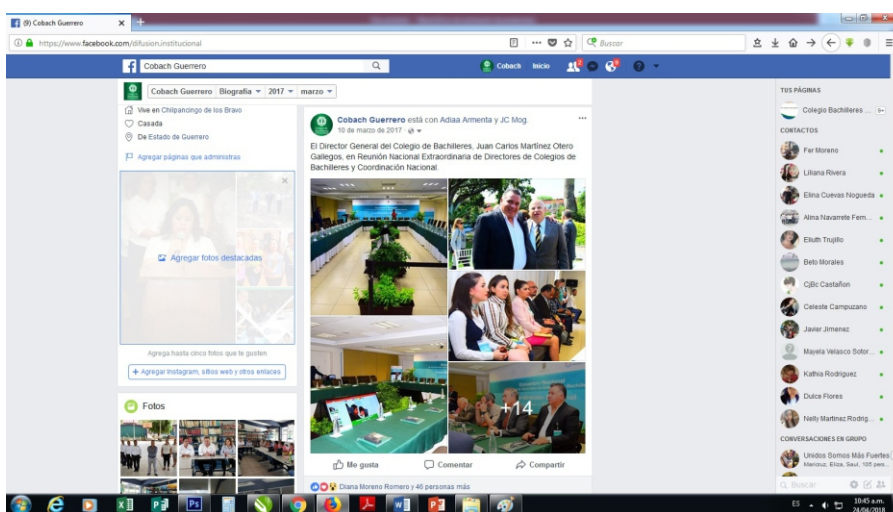 (9) Cobach Guerrero
https://www.facebook.com/difusion.institucional
Buscar
Cobach Guerrero
Cobach
Inicio
Cobach Guerrero
Biografía
2017
marzo
Vive en Chilpancingo de los Bravo
Casada
De Estado de Guerrero
Agregar páginas que administras
Agregar fotos destacadas
Agrega hasta cinco fotos que te gusten
+ Agregar Instagram, sitios web y otros enlaces
Fotos
Cobach Guerrero está con Adiaa Armenta y JC Mog.
10 de marzo de 2017
El Director General del Colegio de Bachilleres, Juan Carlos Martínez Otero
Gallegos, en Reunión Nacional Extraordinaria de Directores de Colegios de
Bachilleres y Coordinación Nacional.
+14
Me gusta
Comentar
Compartir
Diana Moreno Romero y 46 personas más
TUS PÁGINAS
Colegio Bachilleres ...
9+
CONTACTOS
Fer Moreno
Liliana Rivera
Elina Cuevas Nogueda
Alina Navarrete Fern...
Eliuth Trujillo
Beto Morales
CjBc Castañon
Celeste Campuzano
Javier Jimenez
Mayela Velasco Sotor...
Kathia Rodriguez
Dulce Flores
Nelly Martinez Rodrig...
CONVERSACIONES EN GRUPO
Unidos Somos Más Fuertes
Buscar
ES
10:45 a.m.
24/04/2018